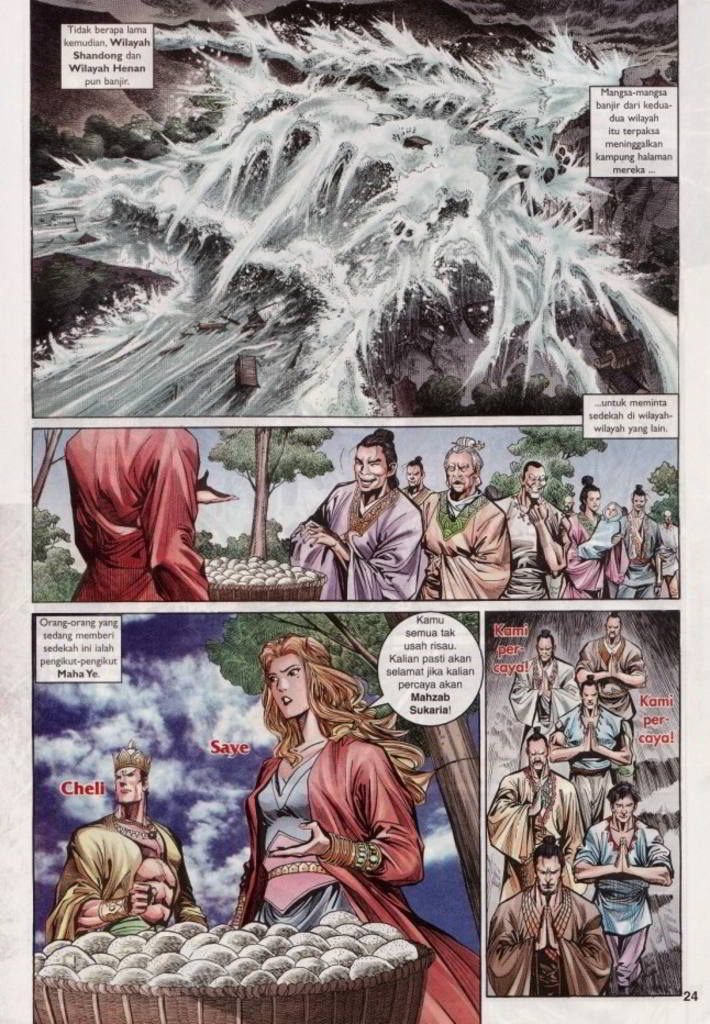 Tidak berapa lama
kemudian, Wilayah
Shandong dan
Wilayah Henan
pun banjir.
Mangsa-mangsa
banjir dari kedua-
dua wilayah
itu terpaksa
meninggalkan
kampung halaman
mereka ...
...untuk meminta
sedekah di wilayah-
wilayah yang lain.
Orang-orang yang
sedang memberi
sedekah ini ialah
pengikut-pengikut
Maha Ye.
Kamu
semua tak
usah risau.
Kalian pasti akan
selamat jika kalian
percaya akan
Mahzab
Sukaria!
Saye
Cheli
Kami
per-
caya!
Kami
per-
caya!
24